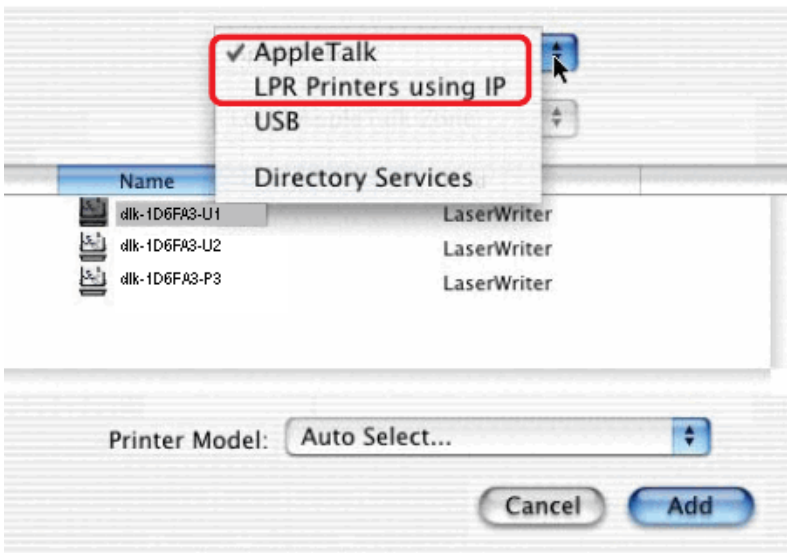 AppleTalk
LPR Printers using IP
USB
Directory Services
Name
dlk-1D6FA3-U1 LaserWriter
dlk-1D6FA3-U2 LaserWriter
dlk-1D6FA3-P3 LaserWriter
Printer Model: Auto Select...
Cancel Add